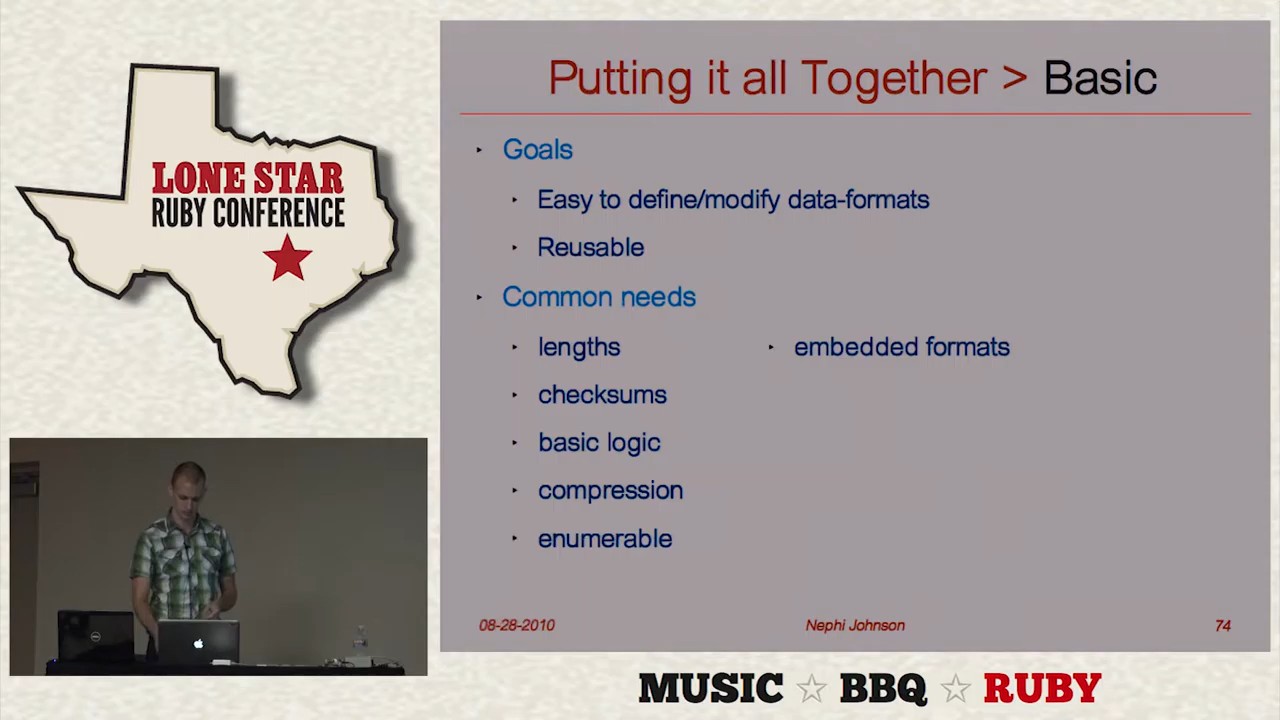 LONE STAR
RUBY CONFERENCE
Putting it all Together > Basic
Goals
Easy to define/modify data-formats
Reusable
Common needs
lengths
embedded formats
checksums
basic logic
compression
enumerable
08-28-2010
Nephi Johnson
74
MUSIC ☆ BBQ ☆ RUBY